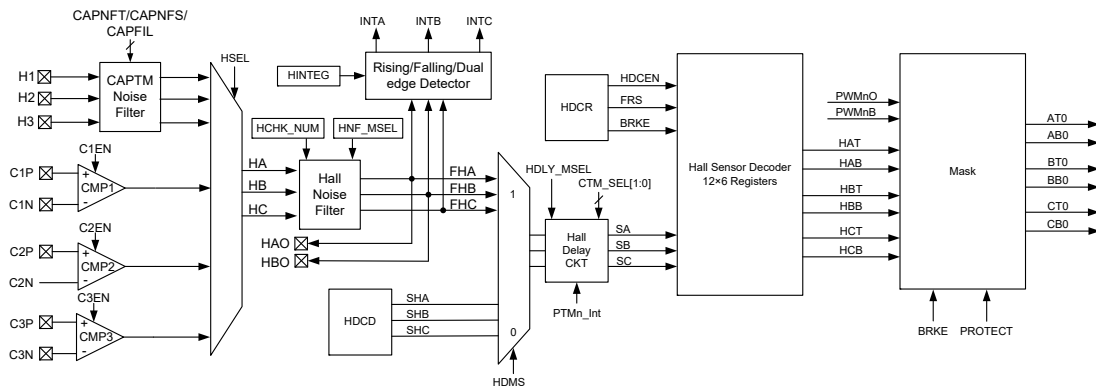 CAPNFT/CAPNFS/
CAPFIL
H1
H2
H3
CAPTM
Noise
Filter
HSEL
C1EN
C1P
C1N
+
-
CMP1
C2EN
C2P
C2N
+
-
CMP2
C3EN
C3P
C3N
+
-
CMP3
HA
HB
HC
INTA
INTB
INTC
HINTEG
Rising/Falling/Dual
edge Detector
HCHK_NUM
HNF_MSEL
Hall
Noise
Filter
FHA
FHB
FHC
HAO
HBO
HDCD
SHA
SHB
SHC
1
0
HDMS
HDLY_MSEL
CTM_SEL[1:0]
Hall
Delay
CKT
PTMn_Int
SA
SB
SC
HDCR
HDCEN
FRS
BRKE
Hall Sensor Decoder
12×6 Registers
PWMnO
PWMnB
HAT
HAB
HBT
HBB
HCT
HCB
Mask
BRKE
PROTECT
AT0
AB0
BT0
BB0
CT0
CB0